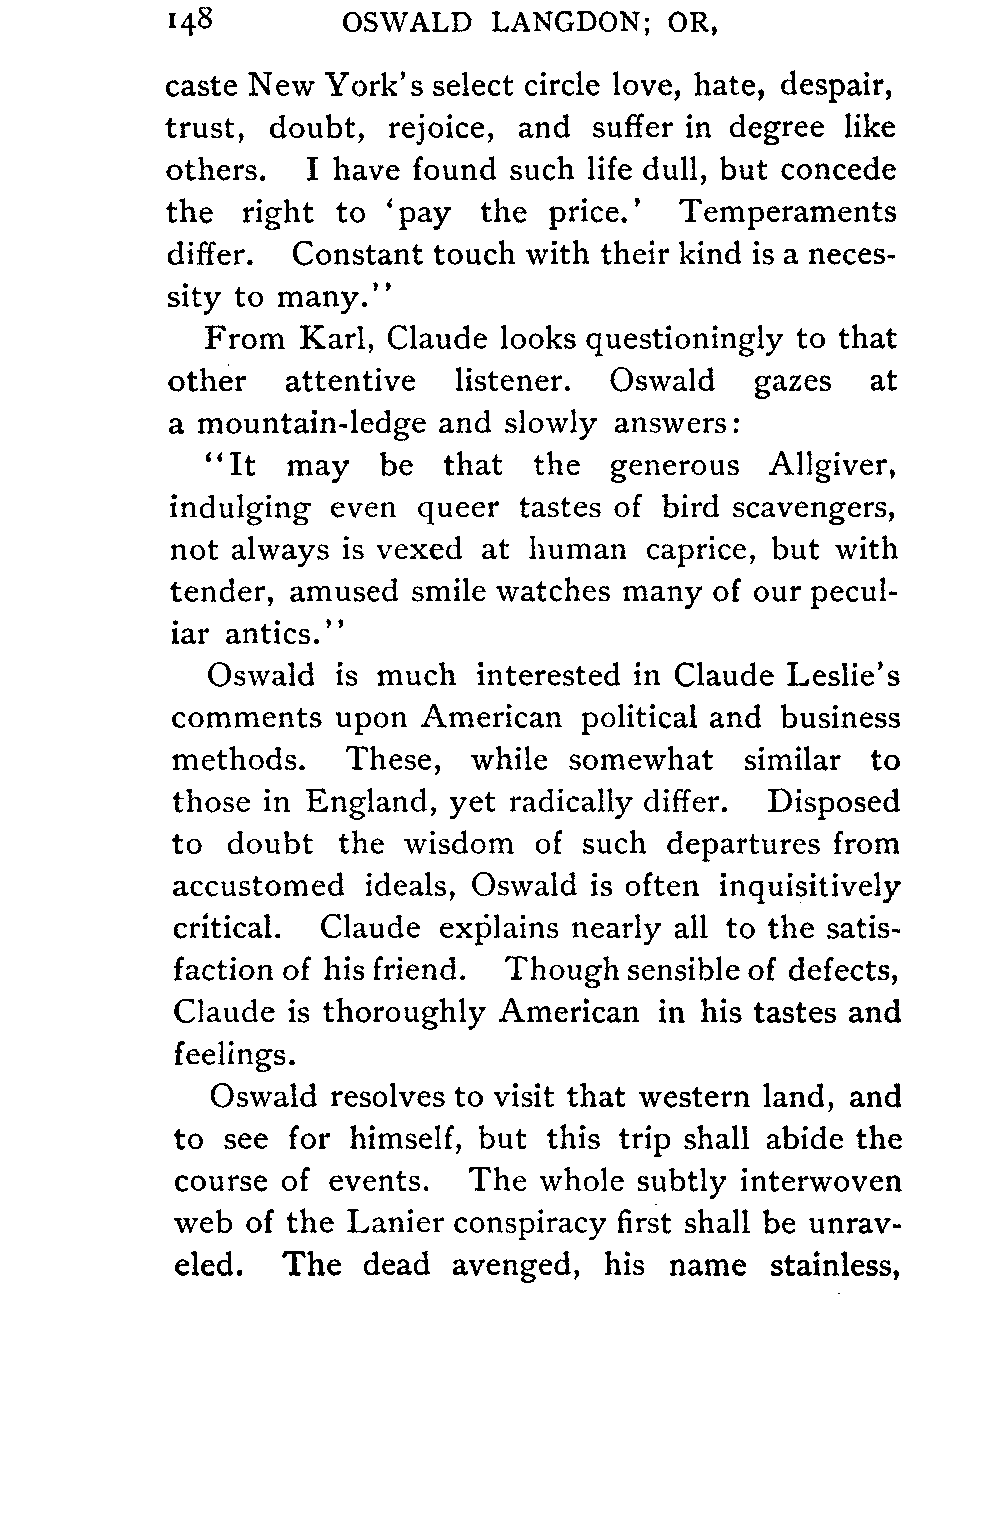 148 OSWALD LANGDON; OR,
caste New York's select circle love, hate, despair,
trust, doubt, rejoice, and suffer in degree like
others. I have found such life dull, but concede
the right to 'pay the price.' Temperaments
differ. Constant touch with their kind is a neces-
sity to many."
From Karl, Claude looks questioningly to that
other attentive listener. Oswald gazes at
a mountain-ledge and slowly answers:
"It may be that the generous Allgiver,
indulging even queer tastes of bird scavengers,
not always is vexed at human caprice, but with
tender, amused smile watches many of our pecul-
iar antics."
Oswald is much interested in Claude Leslie's
comments upon American political and business
methods. These, while somewhat similar to
those in England, yet radically differ. Disposed
to doubt the wisdom of such departures from
accustomed ideals, Oswald is often inquisitively
critical. Claude explains nearly all to the satis-
faction of his friend. Though sensible of defects,
Claude is thoroughly American in his tastes and
feelings.
Oswald resolves to visit that western land, and
to see for himself, but this trip shall abide the
course of events. The whole subtly interwoven
web of the Lanier conspiracy first shall be unrav-
eled. The dead avenged, his name stainless,